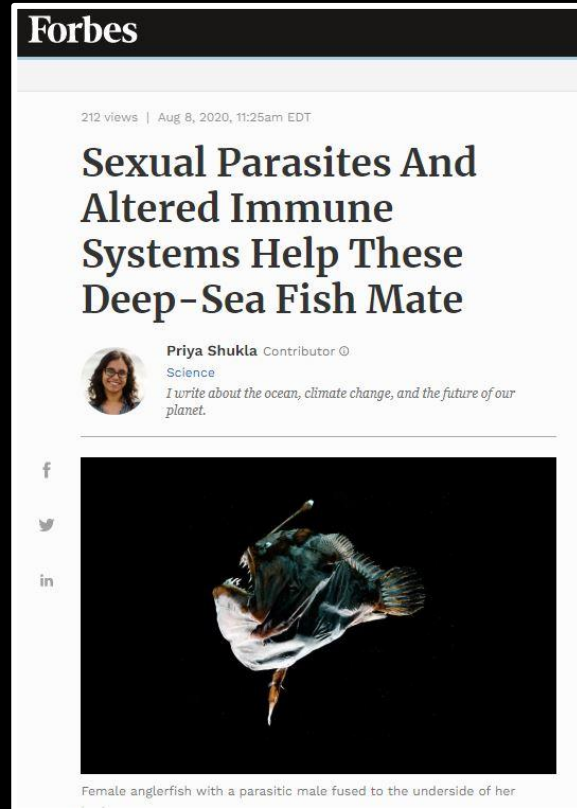 Forbes
212 views | Aug 8, 2020, 11:25am EDT
Sexual Parasites And
Altered Immune
Systems Help These
Deep-Sea Fish Mate
Priya Shukla Contributor ⓘ
Science
I write about the ocean, climate change, and the future of our
planet.
f
in
Female anglerfish with a parasitic male fused to the underside of her